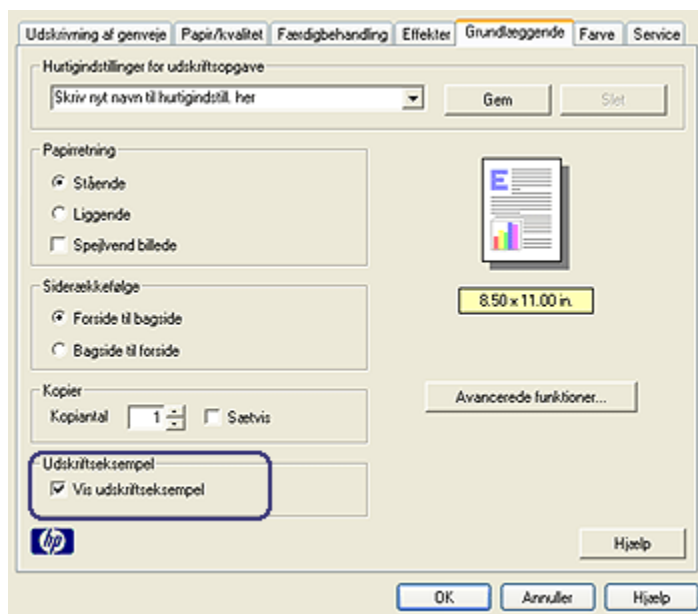 Udskrivning af genveje Papir/kvalitet Færdigbehandling Effekter Grundlæggende Farve Service
Hurtigindstillinger for udskriftsopgave
Skriv nyt navn til hurtigindstill. her Gem Slet
Papirretning
Stående
Liggende
Spejlvend billede
E
8.50 x 11.00 in.
Siderækkefølge
Forside til bagside
Bagside til forside
Kopier
Kopiantal 1 Sætvis
Avancerede funktioner...
Udskriftseksempel
Vis udskriftseksempel
hp
Hjælp
OK Annuller Hjælp